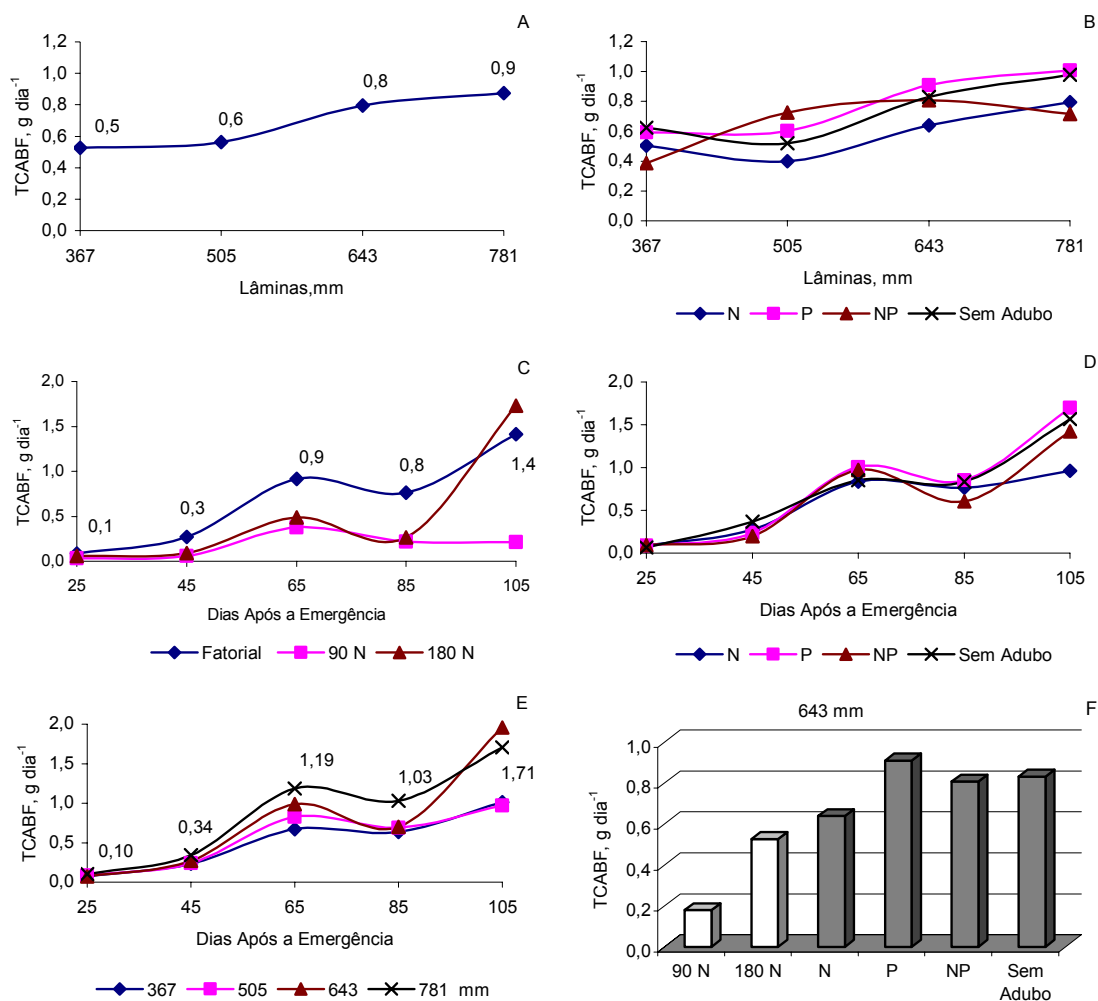 A
TCABF, g dia⁻¹
1,2
1,0
0,8
0,6
0,4
0,2
0,0
0,5
0,6
0,8
0,9
367 505 643 781
Lâminas,mm
B
TCABF, g dia⁻¹
1,2
1,0
0,8
0,6
0,4
0,2
0,0
367 505 643 781
Lâminas, mm
N P NP Sem Adubo
C
TCABF, g dia⁻¹
2,0
1,5
1,0
0,5
0,0
0,1
0,3
0,9
0,8
1,4
25 45 65 85 105
Dias Após a Emergência
Fatorial 90 N 180 N
D
TCABF, g dia⁻¹
2,0
1,5
1,0
0,5
0,0
25 45 65 85 105
Dias Após a Emergência
N P NP Sem Adubo
E
TCABF, g dia⁻¹
2,0
1,5
1,0
0,5
0,0
0,10
0,34
1,19
1,03
1,71
25 45 65 85 105
Dias Após a Emergência
367 505 643 781 mm
643 mm
F
TCABF, g dia⁻¹
1,0
0,8
0,6
0,4
0,2
0,0
90 N 180 N N P NP Sem
Adubo